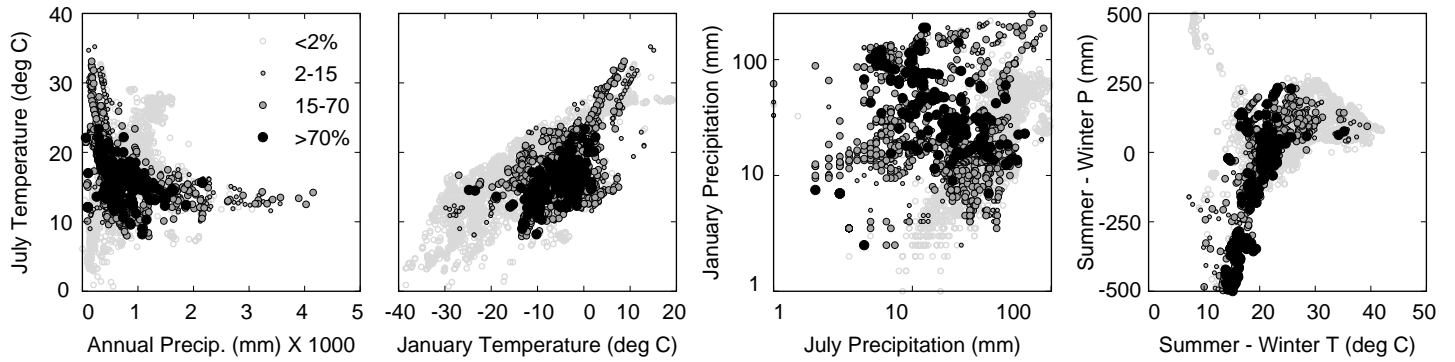 July Temperature (deg C)
40
30
20
10
0
0 1 2 3 4 5
Annual Precip. (mm) X 1000
<2%
2-15
15-70
>70%
-40 -30 -20 -10 0 10 20
January Temperature (deg C)
January Precipitation (mm)
100
10
1
1 10 100
July Precipitation (mm)
Summer - Winter P (mm)
500
250
0
-250
-500
0 10 20 30 40 50
Summer - Winter T (deg C)